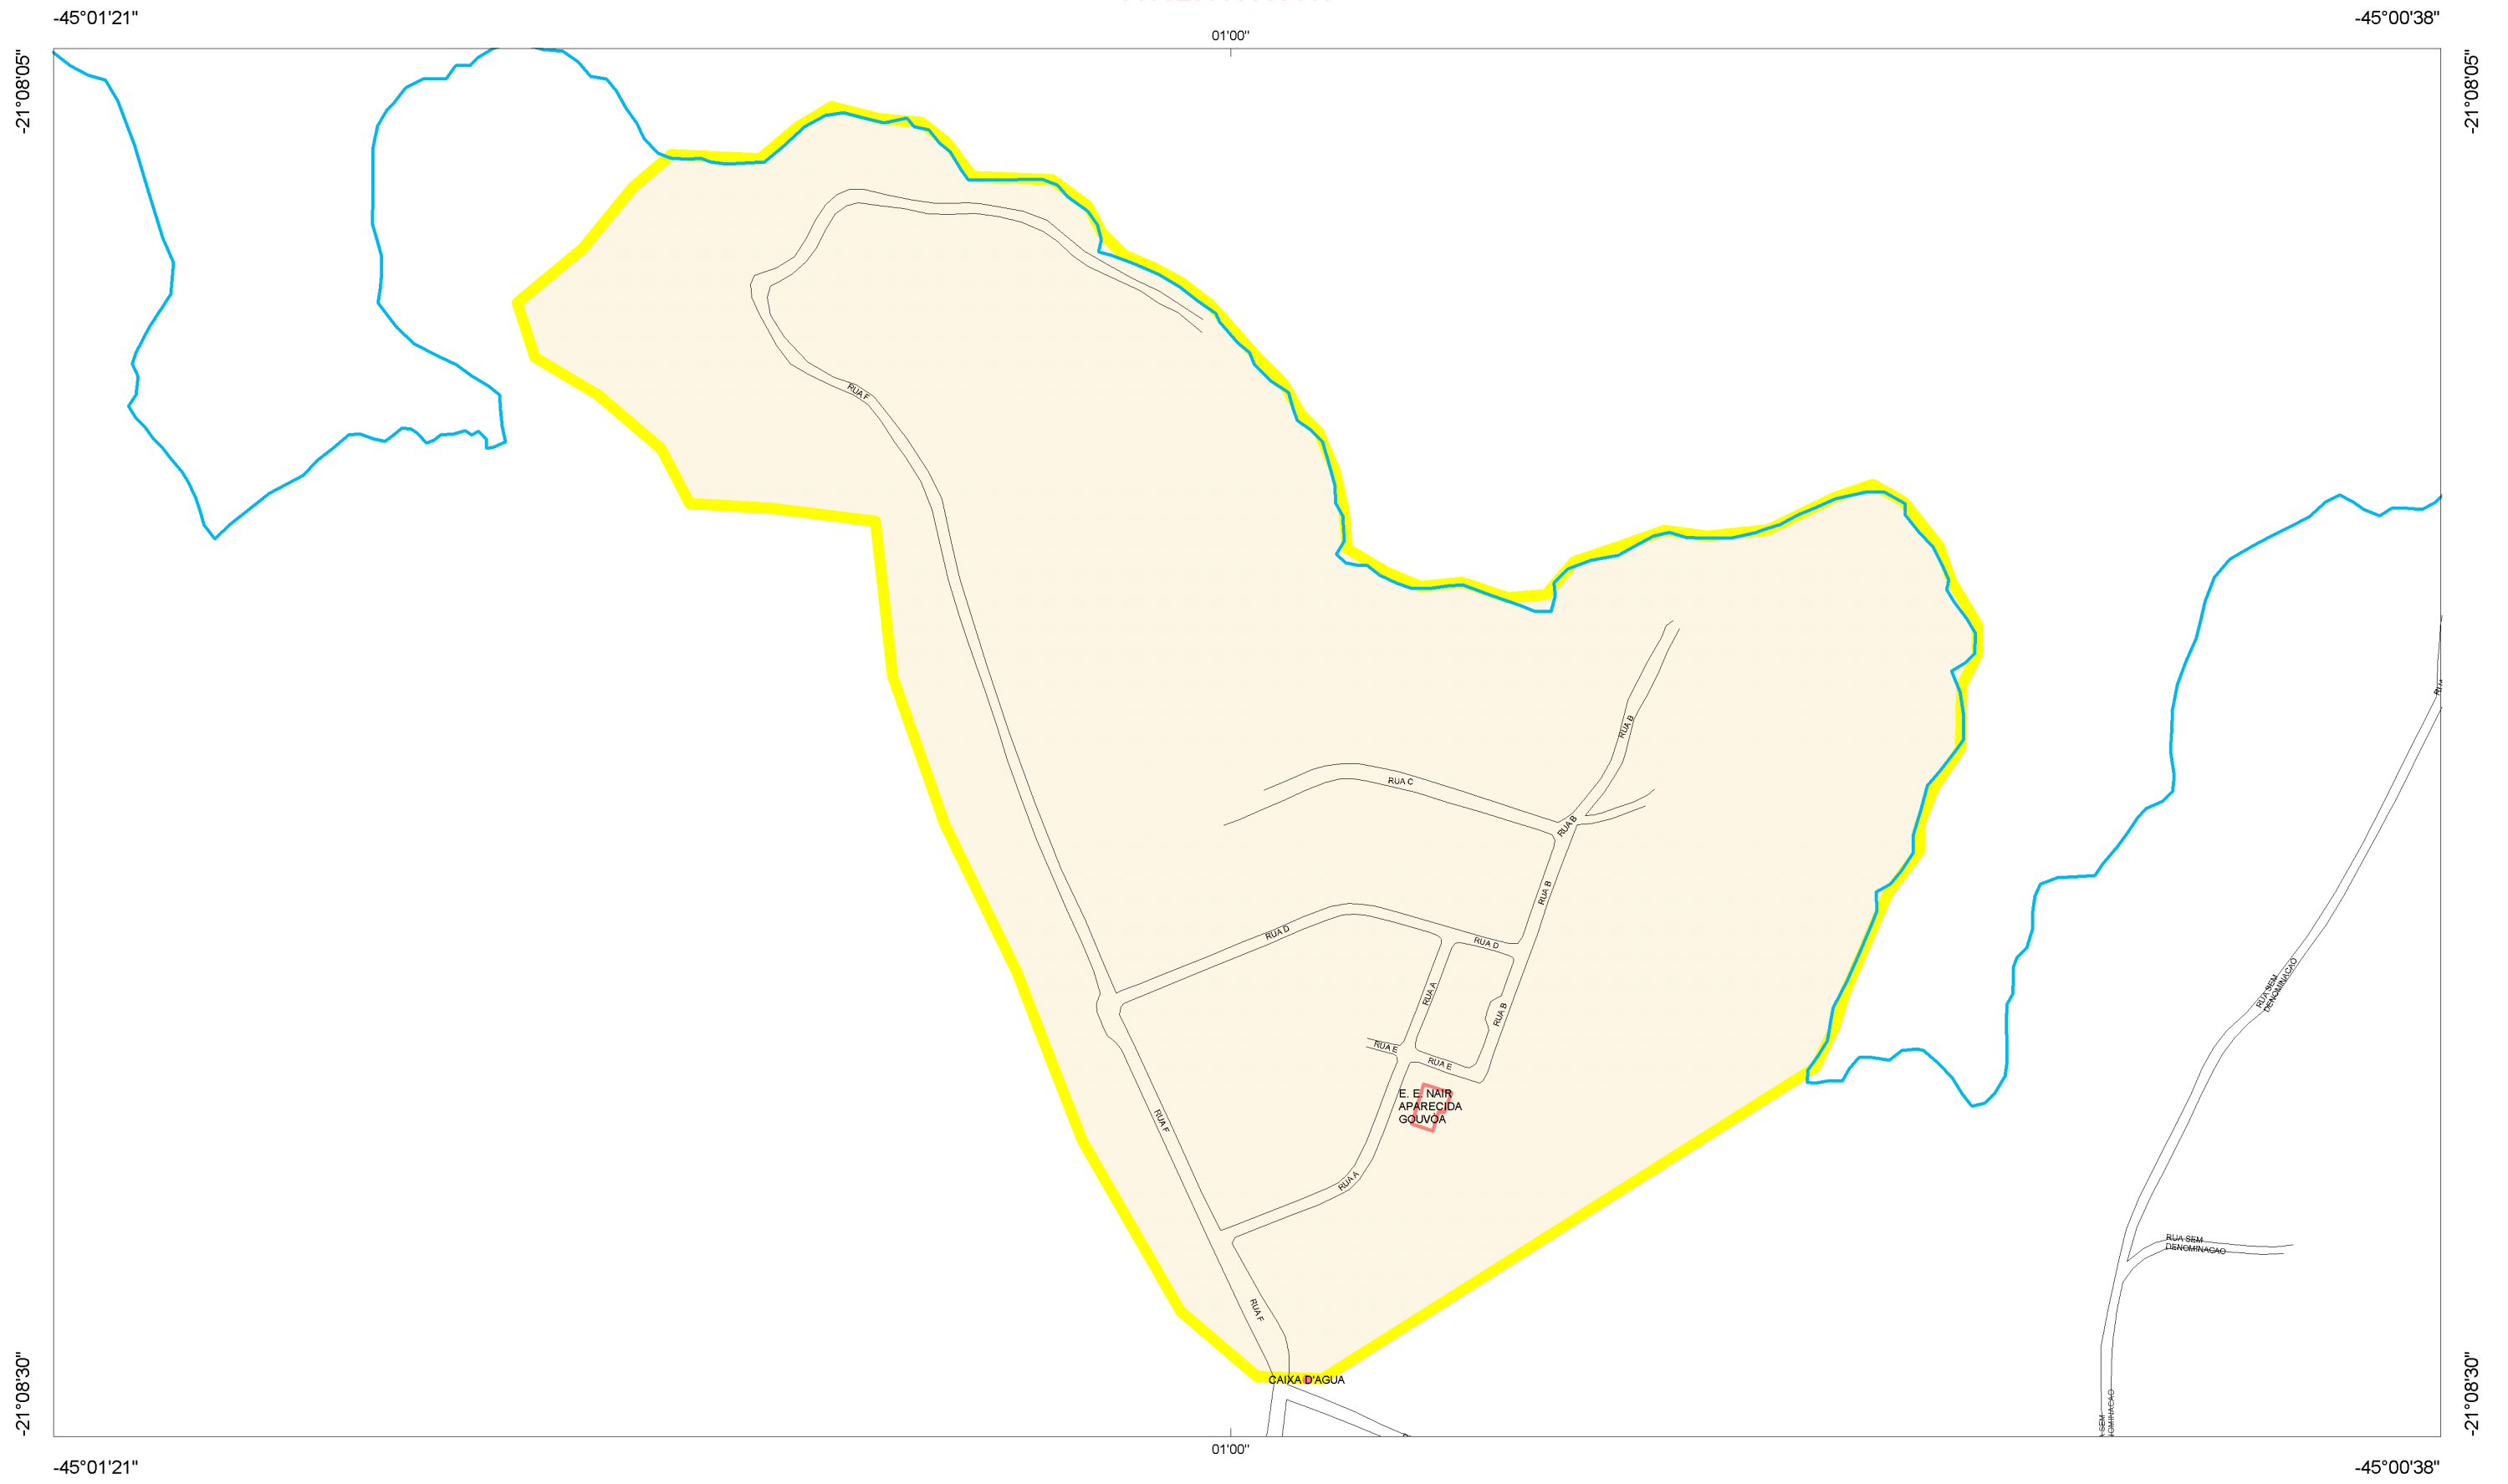 -45°01'21"
-45°00'38"
01'00"
-21°08'05"
-21°08'05"
RUA F
RUA B
RUA C
RUA B
RUA B
RUA D
RUA D
RUA A
RUA B
RUA SEM
DENOMINACAO
RUA E
RUA E
E. E. NAIR
APARECIDA
GOUVOA
RUA F
RUA A
RUA SEM
DENOMINACAO
RUA F
CAIXA D'AGUA
-21°08'30"
-21°08'30"
01'00"
-45°01'21"
-45°00'38"